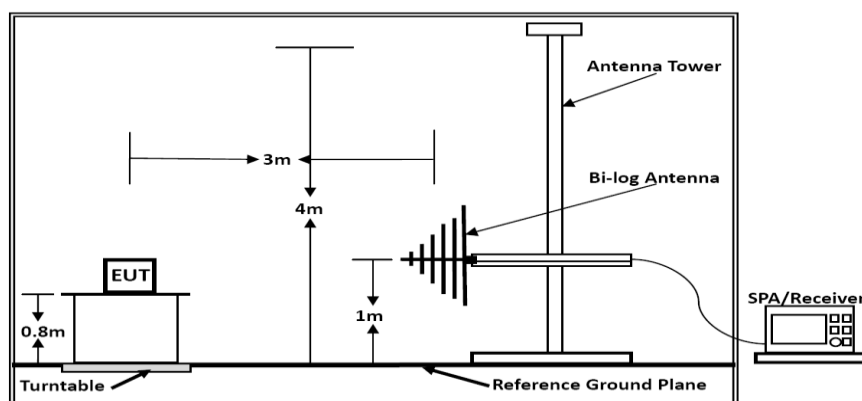 Antenna Tower
3m
Bi-log Antenna
4m
EUT
SPA/Receiver
0.8m
1m
Turntable
Reference Ground Plane